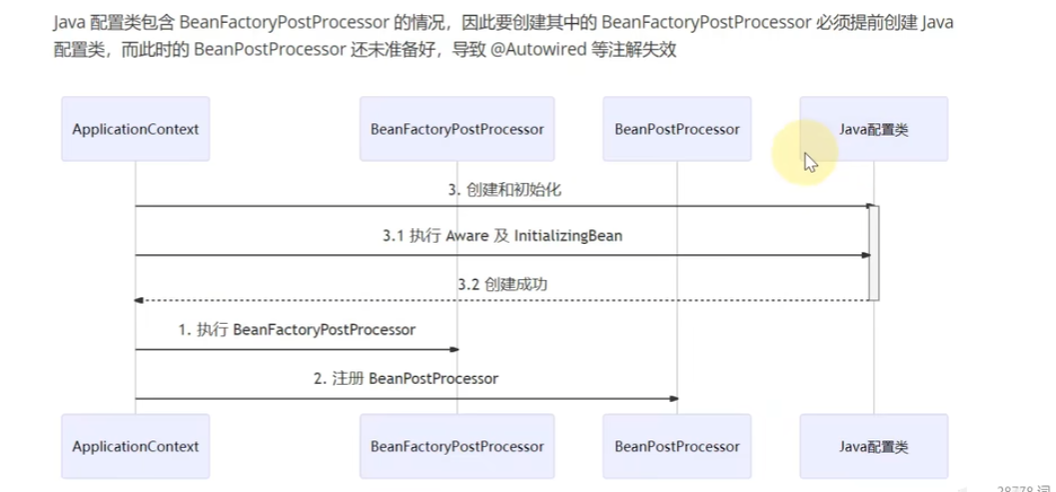 Java 配置类包含 BeanFactoryPostProcessor 的情况，因此要创建其中的 BeanFactoryPostProcessor 必须提前创建 Java
配置类，而此时的 BeanPostProcessor 还未准备好，导致 @Autowired 等注解失效
ApplicationContext
BeanFactoryPostProcessor
BeanPostProcessor
Java配置类
3. 创建和初始化
3.1 执行 Aware 及 InitializingBean
3.2 创建成功
1. 执行 BeanFactoryPostProcessor
2. 注册 BeanPostProcessor
ApplicationContext
BeanFactoryPostProcessor
BeanPostProcessor
Java配置类
28778 词